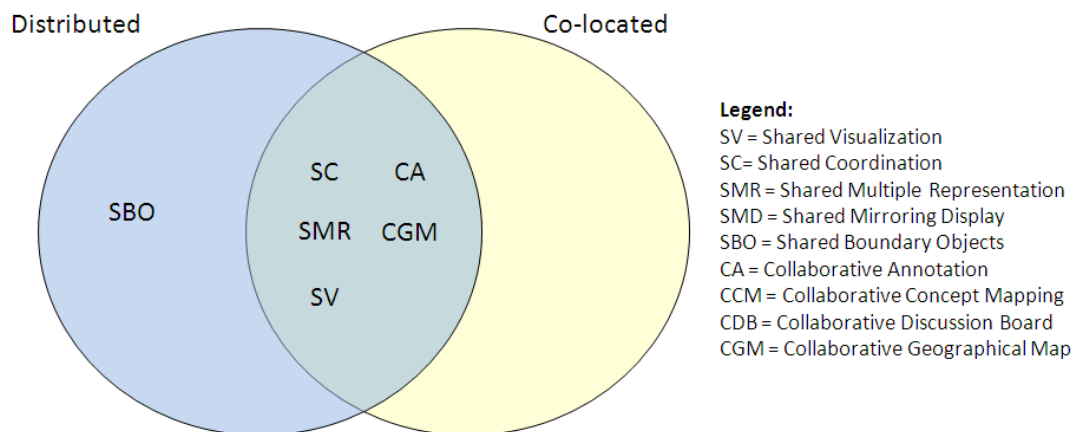 Distributed
Co-located
SC CA
SBO
SMR CGM
SV
Legend:
SV = Shared Visualization
SC= Shared Coordination
SMR = Shared Multiple Representation
SMD = Shared Mirroring Display
SBO = Shared Boundary Objects
CA = Collaborative Annotation
CCM = Collaborative Concept Mapping
CDB = Collaborative Discussion Board
CGM = Collaborative Geographical Map